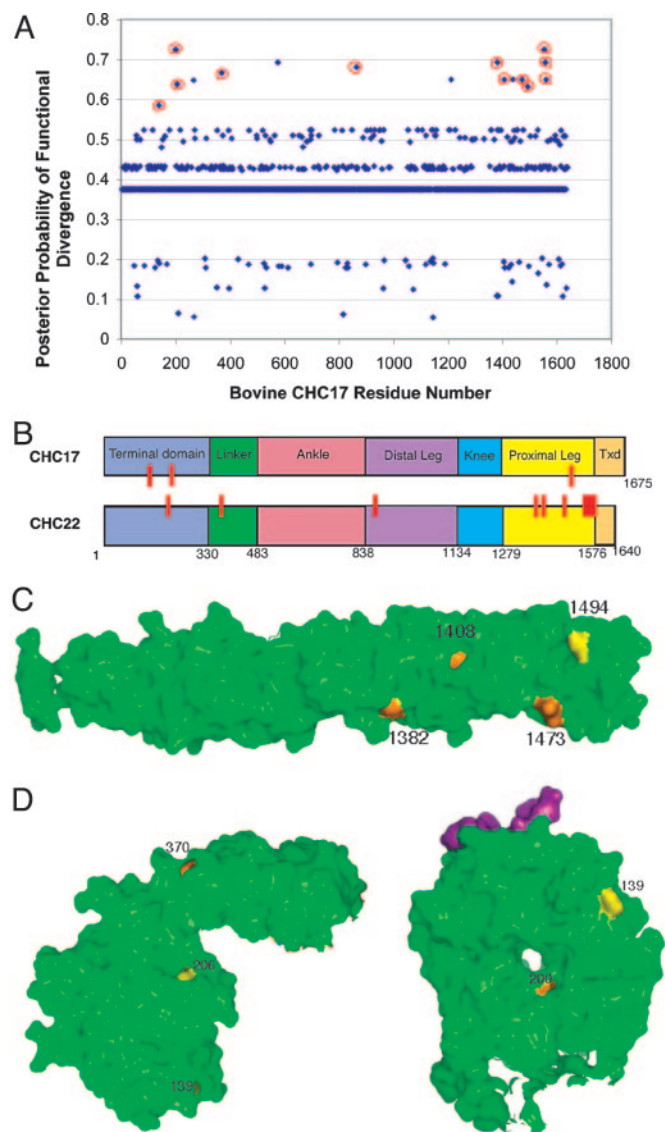 A
Posterior Probability of Functional
Divergence
0.8
0.7
0.6
0.5
0.4
0.3
0.2
0.1
0
0 200 400 600 800 1000 1200 1400 1600 1800
Bovine CHC17 Residue Number
B
CHC17
Terminal domain Linker Ankle Distal Leg Knee Proximal Leg Txd
1675
CHC22
1 330 483 838 1134 1279 1576 1640
C
1494
1408
1382
1473
D
370
206
139
139
200